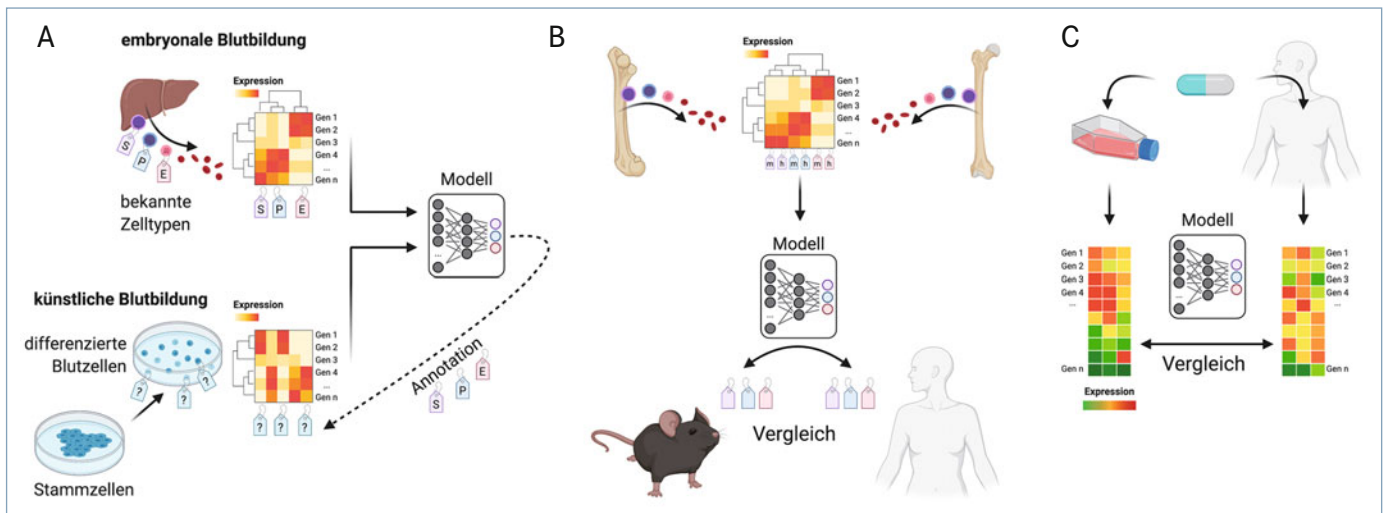 A
embryonale Blutbildung
Expression
Gen 1
Gen 2
Gen 3
Gen 4
...
Gen n
S
P
E
S P E
bekannte
Zelltypen
Modell
...
künstliche Blutbildung
differenzierte
Blutzellen
? ? ?
Stammzellen
Expression
Gen 1
Gen 2
Gen 3
Gen 4
...
Gen n
? ? ?
Annotation
S P E
B
Expression
Gen 1
Gen 2
Gen 3
Gen 4
...
Gen n
m h m h m h
Modell
...
Vergleich
C
Modell
...
Gen 1
Gen 2
Gen 3
Gen 4
...
Gen n
Gen 1
Gen 2
Gen 3
Gen 4
...
Gen n
Vergleich
Expression